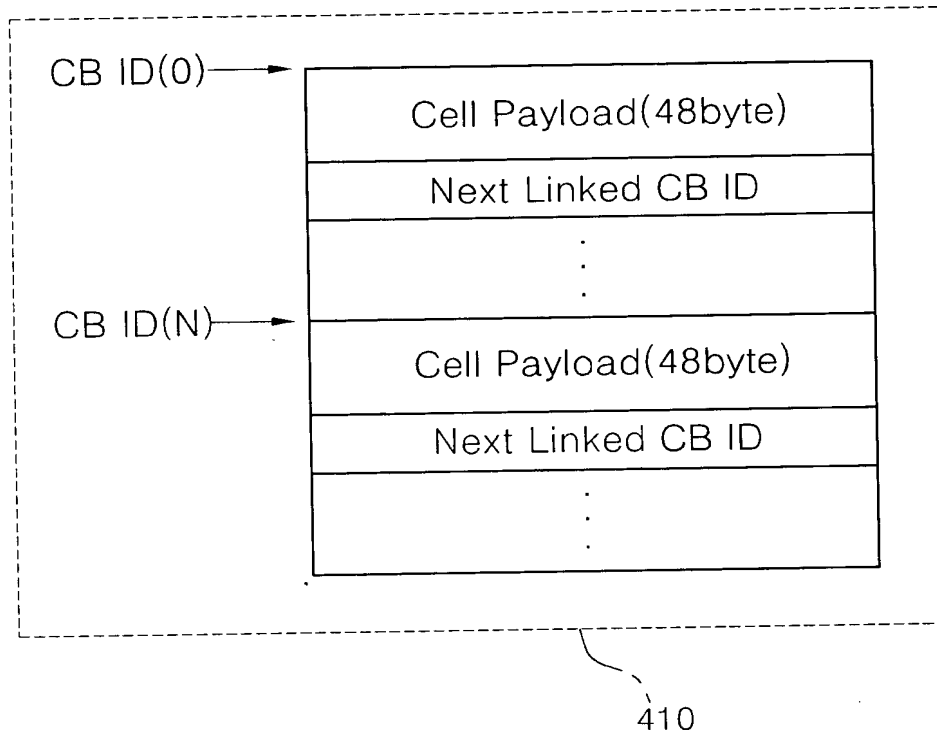 CB ID(0)
Cell Payload(48byte)
Next Linked CB ID
CB ID(N)
Cell Payload(48byte)
Next Linked CB ID
410